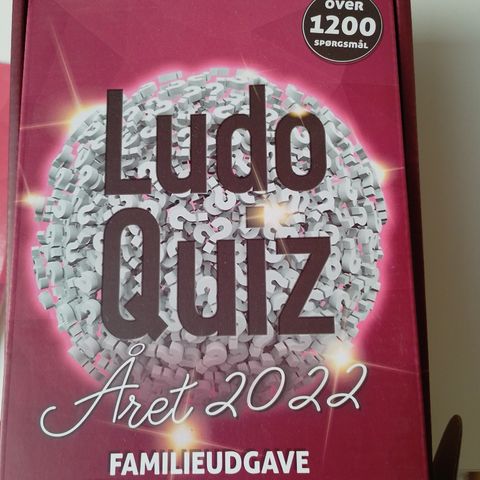 over
1200
SPØRGSMÅL
Ludo
Quiz
Året 2022
FAMILIEUDGAVE